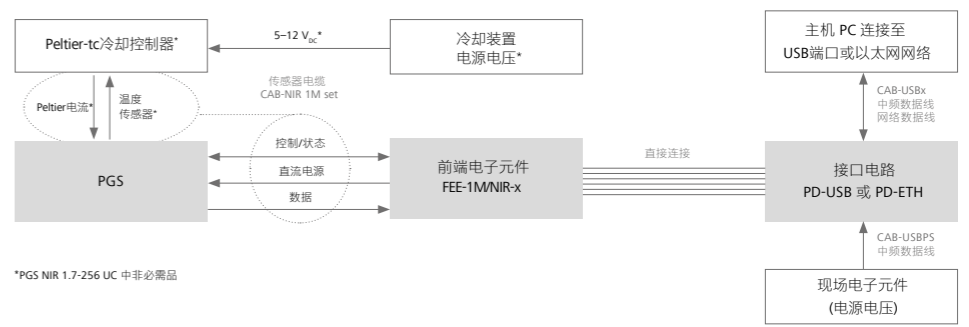 Peltier-tc冷却控制器*
5–12 VDC*
冷却装置
电源电压*
主机 PC 连接至
USB端口或以太网网络
Peltier电流*
温度
传感器*
传感器电缆
CAB-NIR 1M set
CAB-USBx
中频数据线
网络数据线
PGS
控制/状态
直流电源
数据
前端电子元件
FEE-1M/NIR-x
直接连接
接口电路
PD-USB 或 PD-ETH
CAB-USBPS
中频数据线
*PGS NIR 1.7-256 UC 中非必需品
现场电子元件
(电源电压)